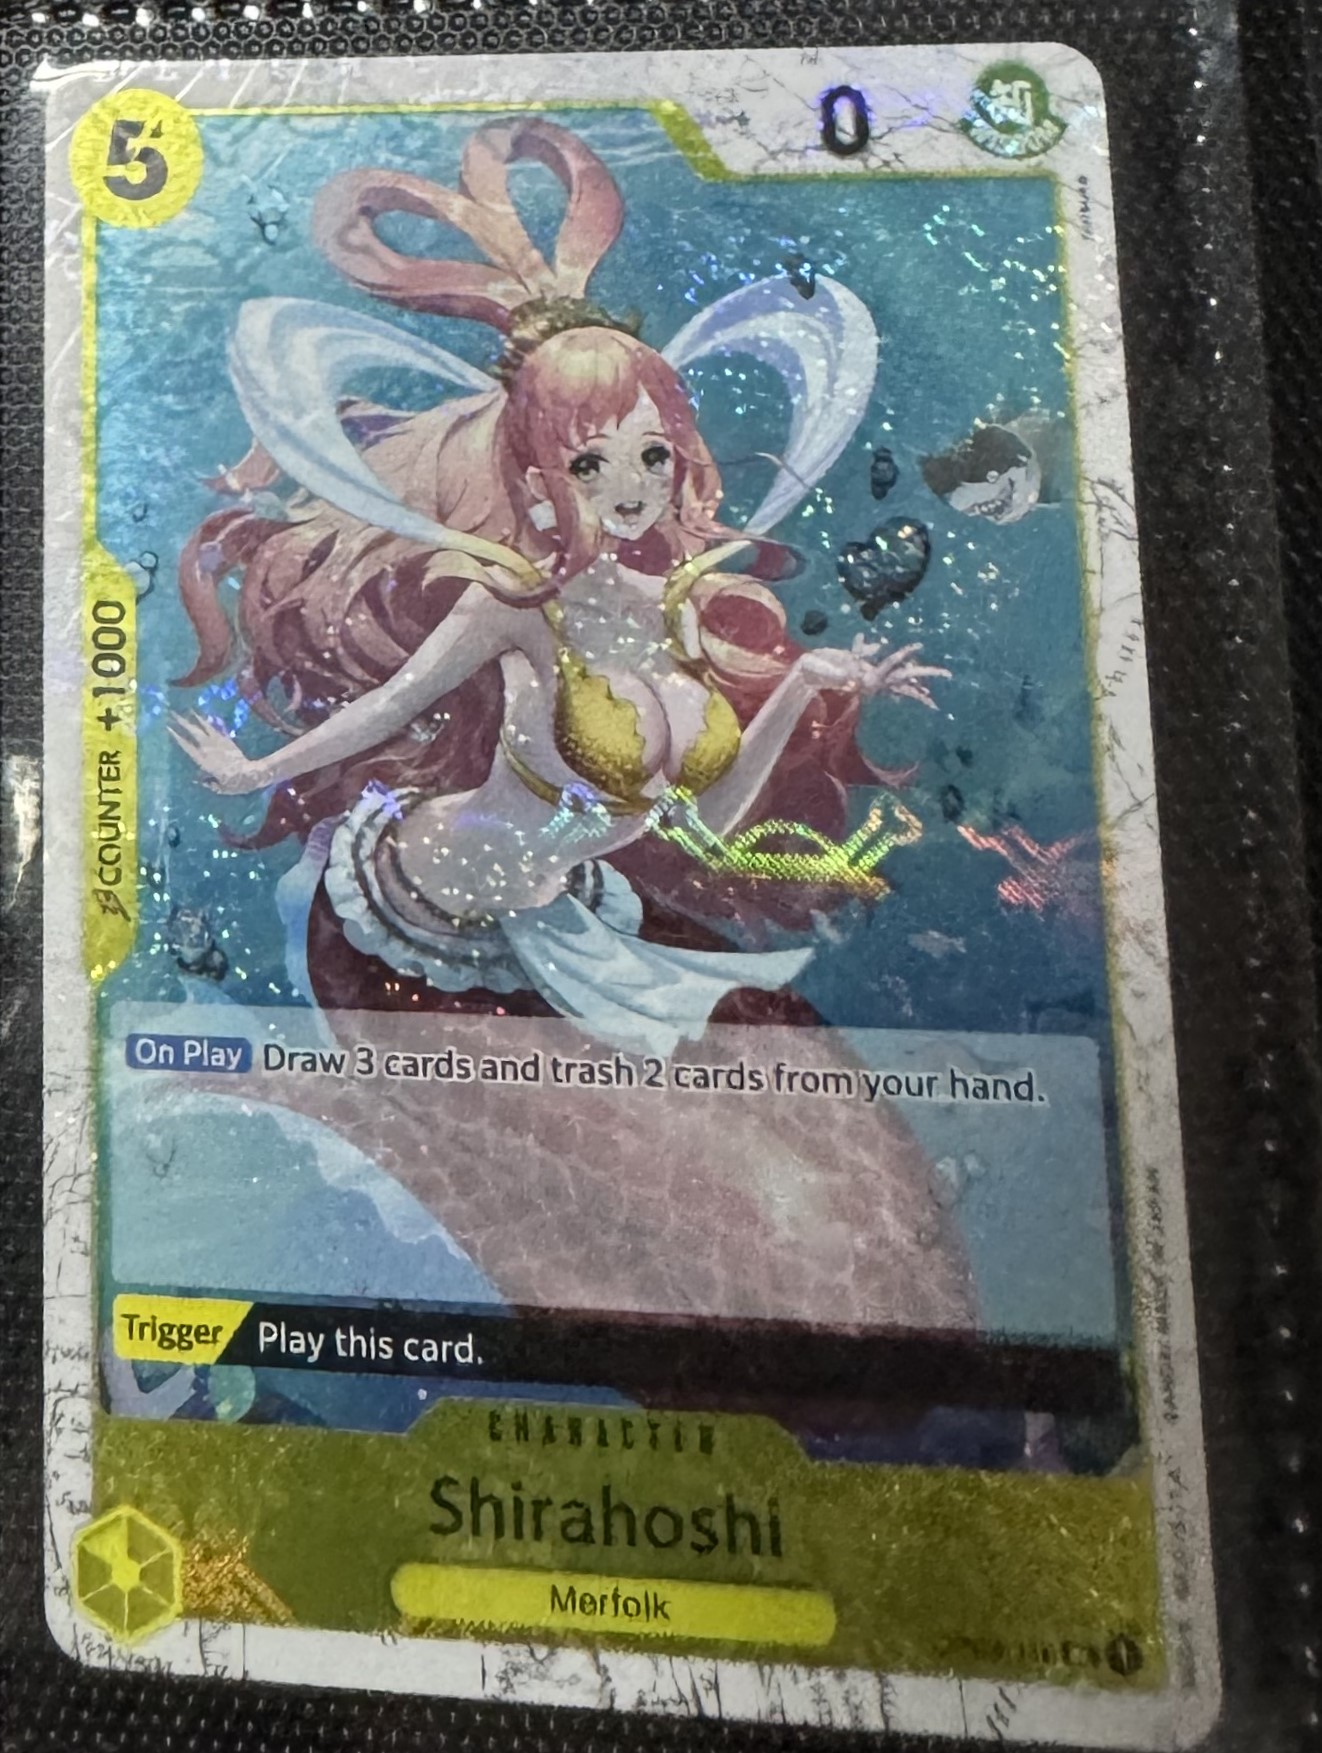 5
0
知
COUNTER +1000
On Play Draw 3 cards and trash 2 cards from your hand.
Trigger Play this card.
CHARACTER
Shirahoshi
Merfolk